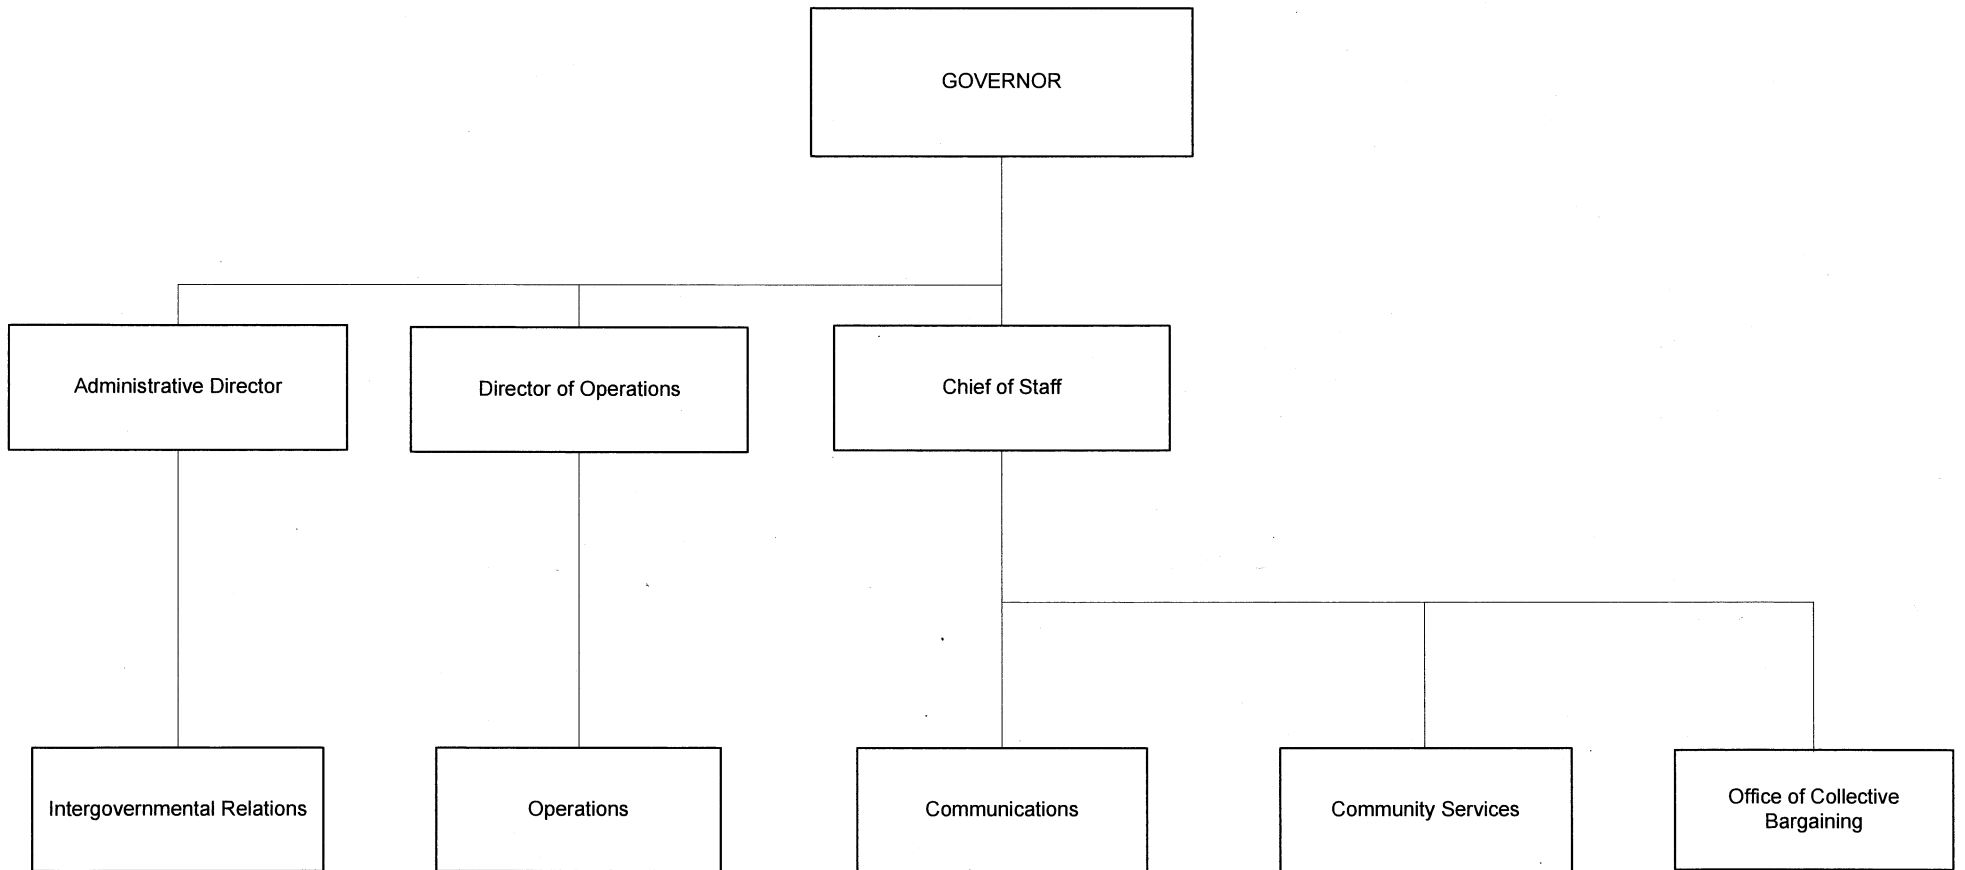 GOVERNOR
Administrative Director
Director of Operations
Chief of Staff
Intergovernmental Relations
Operations
Communications
Community Services
Office of Collective
Bargaining